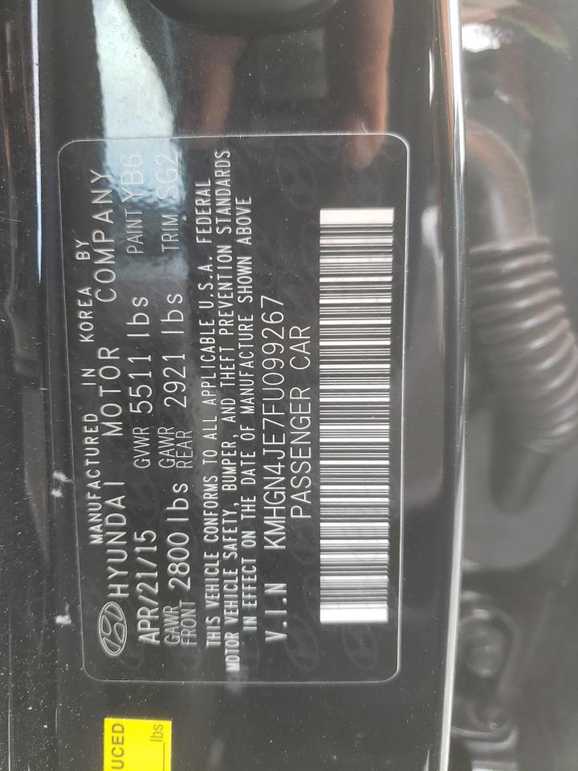 MANUFACTURED IN KOREA BY
HYUNDAI MOTOR COMPANY
APR/21/15 GVWR 5511 lbs PAINT YB6
GAWR FRONT 2800 lbs GAWR REAR 2921 lbs TRIM SG2
THIS VEHICLE CONFORMS TO ALL APPLICABLE U.S.A. FEDERAL
MOTOR VEHICLE SAFETY, BUMPER, AND THEFT PREVENTION STANDARDS
IN EFFECT ON THE DATE OF MANUFACTURE SHOWN ABOVE
V.I.N KMHGN4JE7FU099267
PASSENGER CAR
UCED
lbs